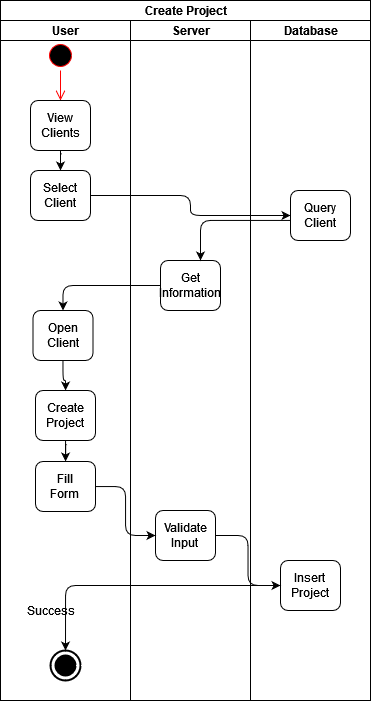 Create Project
User
Server
Database
View
Clients
Select
Client
Query
Client
Get
Information
Open
Client
Create
Project
Fill
Form
Validate
Input
Insert
Project
Success